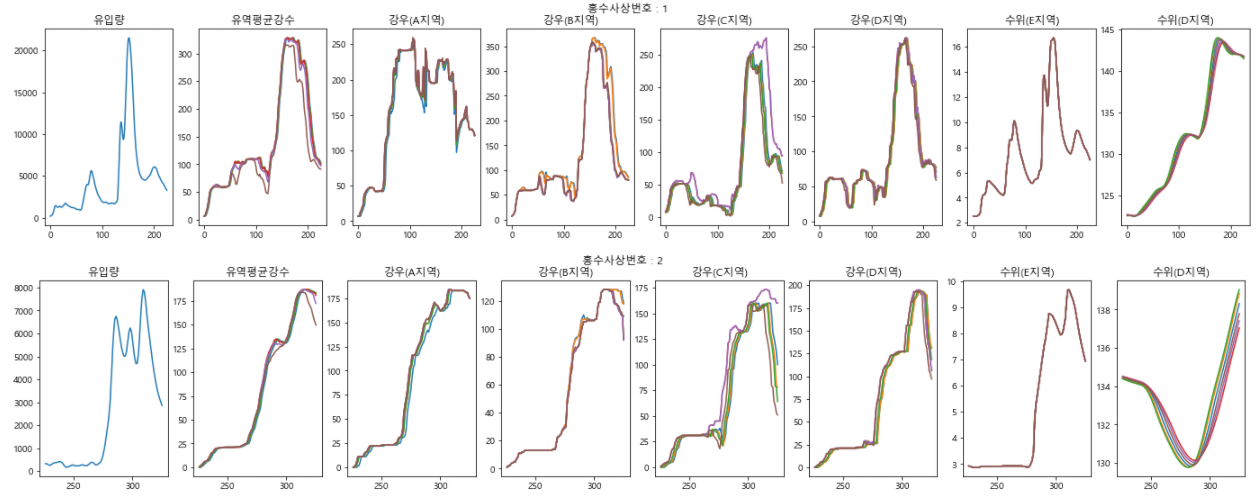 홍수사상번호 : 1
유입량 유역평균강수 강우(A지역) 강우(B지역) 강우(C지역) 강우(D지역) 수위(E지역) 수위(D지역)
20000 15000 10000 5000 0
300 250 200 150 100 50 0
250 200 150 100 50 0
350 300 250 200 150 100 50 0
250 200 150 100 50 0
250 200 150 100 50 0
16 14 12 10 8 6 4 2
145 140 135 130 125
0 100 200 0 100 200 0 100 200 0 100 200 0 100 200 0 100 200 0 100 200 0 100 200
홍수사상번호 : 2
유입량 유역평균강수 강우(A지역) 강우(B지역) 강우(C지역) 강우(D지역) 수위(E지역) 수위(D지역)
8000 7000 6000 5000 4000 3000 2000 1000 0
175 150 125 100 75 50 25 0
175 150 125 100 75 50 25 0
120 100 80 60 40 20 0
175 150 125 100 75 50 25 0
200 175 150 125 100 75 50 25 0
10 9 8 7 6 5 4 3
138 136 134 132 130
250 300 250 300 250 300 250 300 250 300 250 300 250 300 250 300